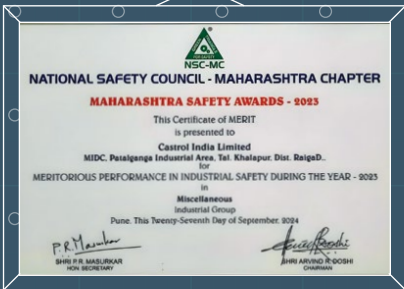 NSC-MC
NATIONAL SAFETY COUNCIL - MAHARASHTRA CHAPTER
MAHARASHTRA SAFETY AWARDS - 2023
This Certificate of MERIT
is presented to
Castrol India Limited
MIDC, Patalganga Industrial Area, Tal. Khalapur, Dist. RaigaD..
for
MERITORIOUS PERFORMANCE IN INDUSTRIAL SAFETY DURING THE YEAR - 2023
in
Miscellaneous
Industrial Group
Pune, This Twenty-Seventh Day of September, 2024
P.R. Masurkar
SHRI P.R. MASURKAR
HON. SECRETARY
SHRI ARVIND R. DOSHI
CHAIRMAN